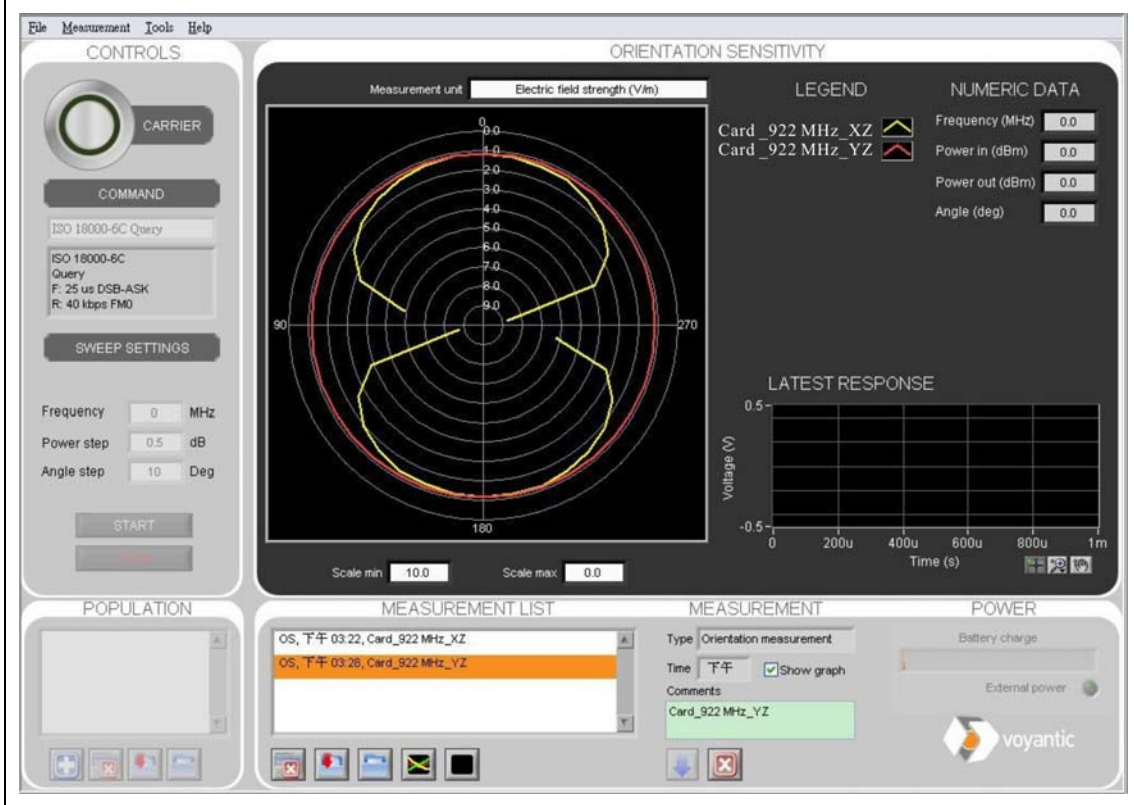 File Measurement Tools Help
CONTROLS
CARRIER
COMMAND
ISO 18000-6C Query
ISO 18000-6C
Query
F: 25 us DSB-ASK
R: 40 kbps FM0
SWEEP SETTINGS
Frequency 0 MHz
Power step 0.5 dB
Angle step 10 Deg
START
ORIENTATION SENSITIVITY
Measurement unit Electric field strength (V/m)
0
0.0
1.0
3.0
4.0
5.0
6.0
7.0
8.0
9.0
90
270
180
Scale min 10.0 Scale max 0.0
LEGEND
Card _922 MHz_XZ
Card _922 MHz_YZ
NUMERIC DATA
Frequency (MHz) 0.0
Power in (dBm) 0.0
Power out (dBm) 0.0
Angle (deg) 0.0
LATEST RESPONSE
0.5
Voltage (V)
-0.5
0 200u 400u 600u 800u 1m
Time (s)
POPULATION
MEASUREMENT LIST
OS, 下午 03:22, Card_922 MHz_XZ
OS, 下午 03:28, Card_922 MHz_YZ
MEASUREMENT
Type Orientation measurement
Time 下午 Show graph
Comments
Card_922 MHz_YZ
POWER
Battery charge
External power
voyantic